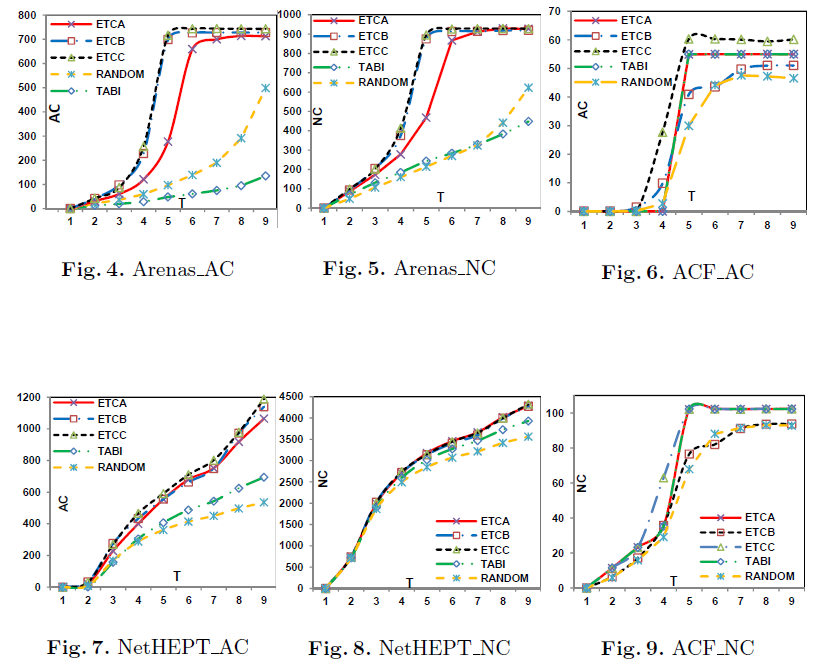 800
700
600
500
400
300
200
100
0
AC
ETCA
ETCB
ETCC
RANDOM
TABI
T
1 2 3 4 5 6 7 8 9
Fig. 4. Arenas_AC
1000
900
800
700
600
500
400
300
200
100
0
NC
ETCA
ETCB
ETCC
TABI
RANDOM
T
1 2 3 4 5 6 7 8 9
Fig. 5. Arenas_NC
70
60
50
40
30
20
10
0
AC
ETCA
ETCB
ETCC
TABI
RANDOM
T
1 2 3 4 5 6 7 8 9
Fig. 6. ACF_AC
1200
1000
800
600
400
200
0
AC
ETCA
ETCB
ETCC
TABI
RANDOM
T
1 2 3 4 5 6 7 8 9
Fig. 7. NetHEPT_AC
4500
4000
3500
3000
2500
2000
1500
1000
500
0
NC
ETCA
ETCB
ETCC
TABI
RANDOM
T
1 2 3 4 5 6 7 8 9
Fig. 8. NetHEPT_NC
100
80
60
40
20
0
NC
ETCA
ETCB
ETCC
TABI
RANDOM
T
1 2 3 4 5 6 7 8 9
Fig. 9. ACF_NC